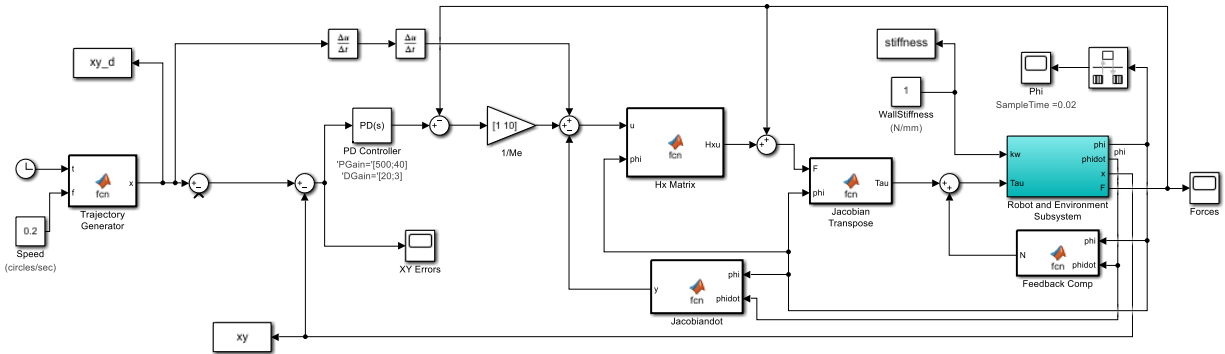 xy_d
Δu
Δt
Δu
Δt
stiffness
1
WallStiffness
(N/mm)
Phi
SampleTime =0.02
PD(s)
PD Controller
'PGain='[500;40]
'DGain='[20;3]
[1 10]
1/Me
u
phi
fcn
Hxu
Hx Matrix
t
f
fcn
x
Trajectory
Generator
0.2
Speed
(circles/sec)
F
phi
fcn
Tau
Jacobian
Transpose
kw
Tau
phi
phidot
x
F
phi
Robot and Environment
Subsystem
Forces
XY Errors
y
fcn
phi
phidot
Jacobiandot
N
fcn
phi
phidot
Feedback Comp
xy